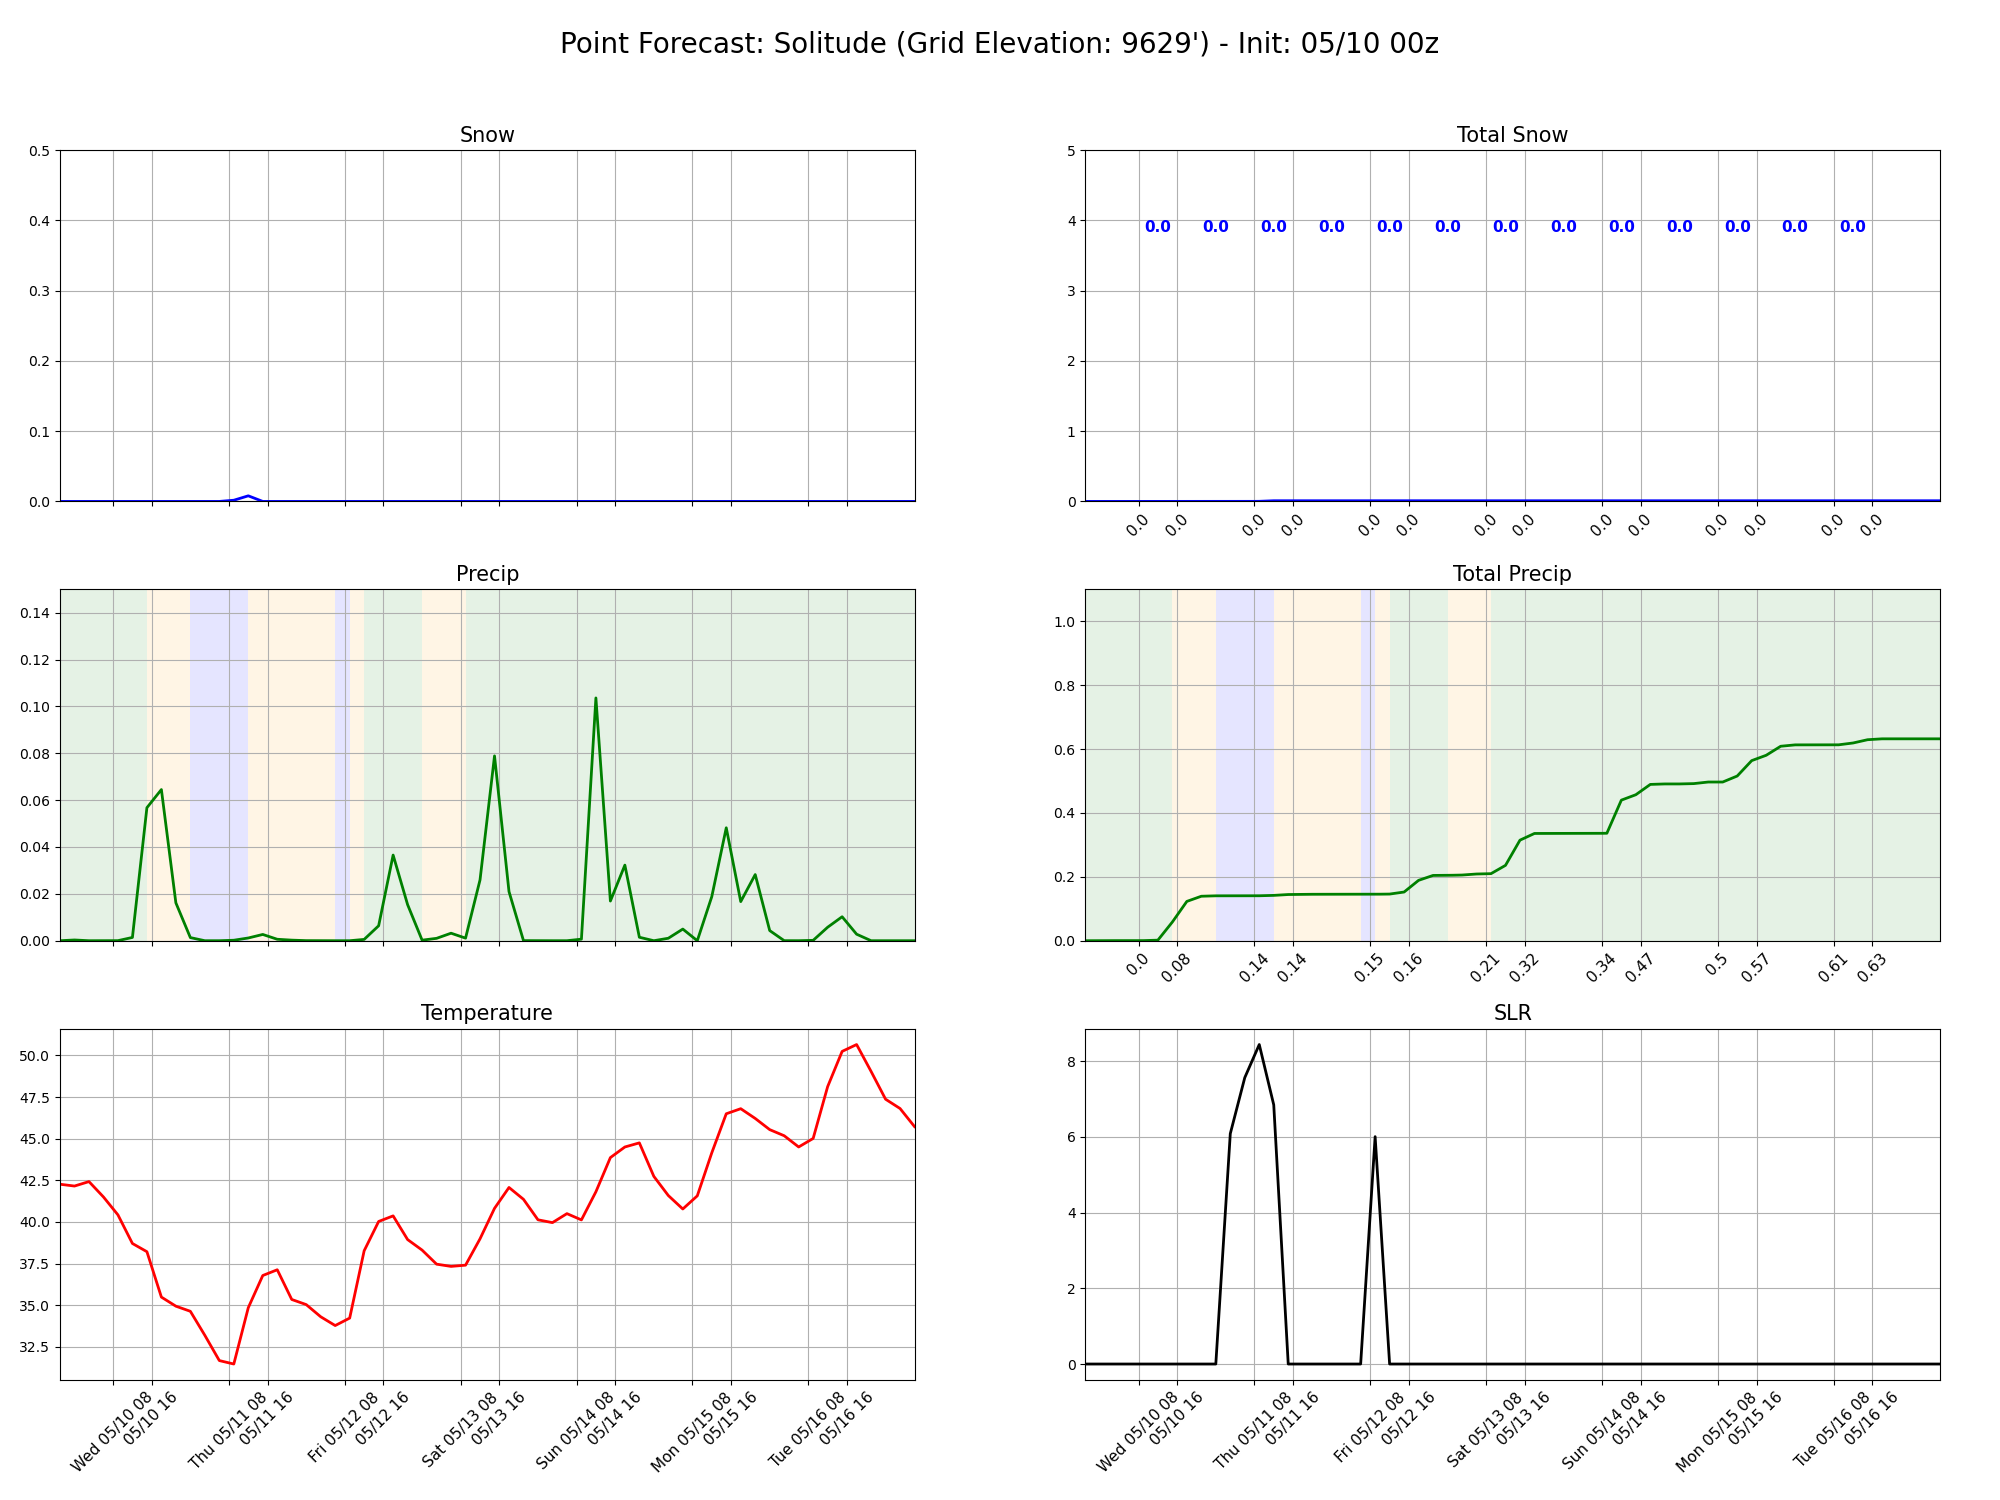 Point Forecast: Solitude (Grid Elevation: 9629') - Init: 05/10 00z
Snow
0.5
0.4
0.3
0.2
0.1
0.0
Total Snow
5
4
3
2
1
0
0.0 0.0 0.0 0.0 0.0 0.0 0.0 0.0 0.0 0.0 0.0 0.0 0.0
0.0 0.0 0.0 0.0 0.0 0.0 0.0 0.0 0.0 0.0 0.0 0.0 0.0 0.0
Precip
0.14
0.12
0.10
0.08
0.06
0.04
0.02
0.00
Total Precip
1.0
0.8
0.6
0.4
0.2
0.0
0.0 0.08 0.14 0.14 0.15 0.16 0.21 0.32 0.34 0.47 0.5 0.57 0.61 0.63
Temperature
50.0
47.5
45.0
42.5
40.0
37.5
35.0
32.5
Wed 05/10 08
05/10 16
Thu 05/11 08
05/11 16
Fri 05/12 08
05/12 16
Sat 05/13 08
05/13 16
Sun 05/14 08
05/14 16
Mon 05/15 08
05/15 16
Tue 05/16 08
05/16 16
SLR
8
6
4
2
0
Wed 05/10 08
05/10 16
Thu 05/11 08
05/11 16
Fri 05/12 08
05/12 16
Sat 05/13 08
05/13 16
Sun 05/14 08
05/14 16
Mon 05/15 08
05/15 16
Tue 05/16 08
05/16 16